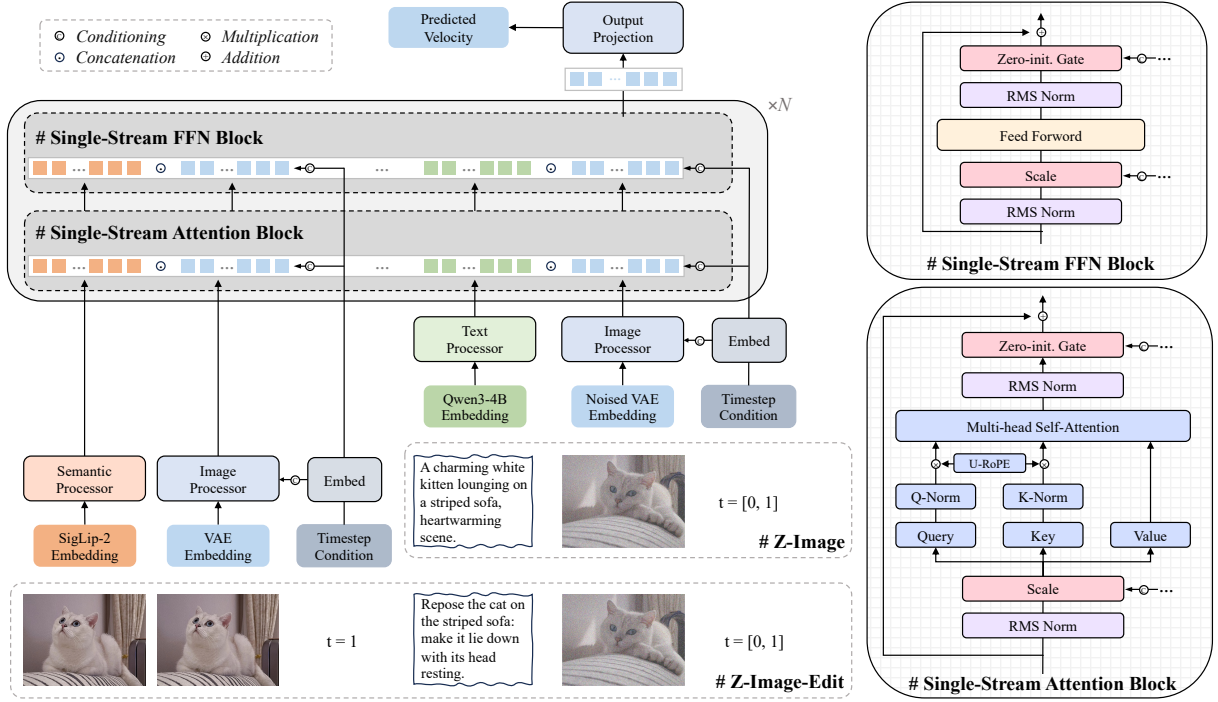 Conditioning
Multiplication
Concatenation
Addition
Predicted
Velocity
Output
Projection
...
×N
# Single-Stream FFN Block
...
...
...
...
...
C
C
# Single-Stream Attention Block
...
...
...
...
...
C
C
Text
Processor
Image
Processor
C
Embed
Qwen3-4B
Embedding
Noised VAE
Embedding
Timestep
Condition
Semantic
Processor
Image
Processor
C
Embed
SigLip-2
Embedding
VAE
Embedding
Timestep
Condition
A charming white
kitten lounging on
a striped sofa,
heartwarming
scene.
t = [0, 1]
# Z-Image
t = 1
Repose the cat on
the striped sofa:
make it lie down
with its head
resting.
t = [0, 1]
# Z-Image-Edit
Zero-init. Gate
C ...
RMS Norm
Feed Forword
Scale
C ...
RMS Norm
# Single-Stream FFN Block
Zero-init. Gate
C ...
RMS Norm
Multi-head Self-Attention
U-RoPE
Q-Norm
K-Norm
Query
Key
Value
Scale
C ...
RMS Norm
# Single-Stream Attention Block